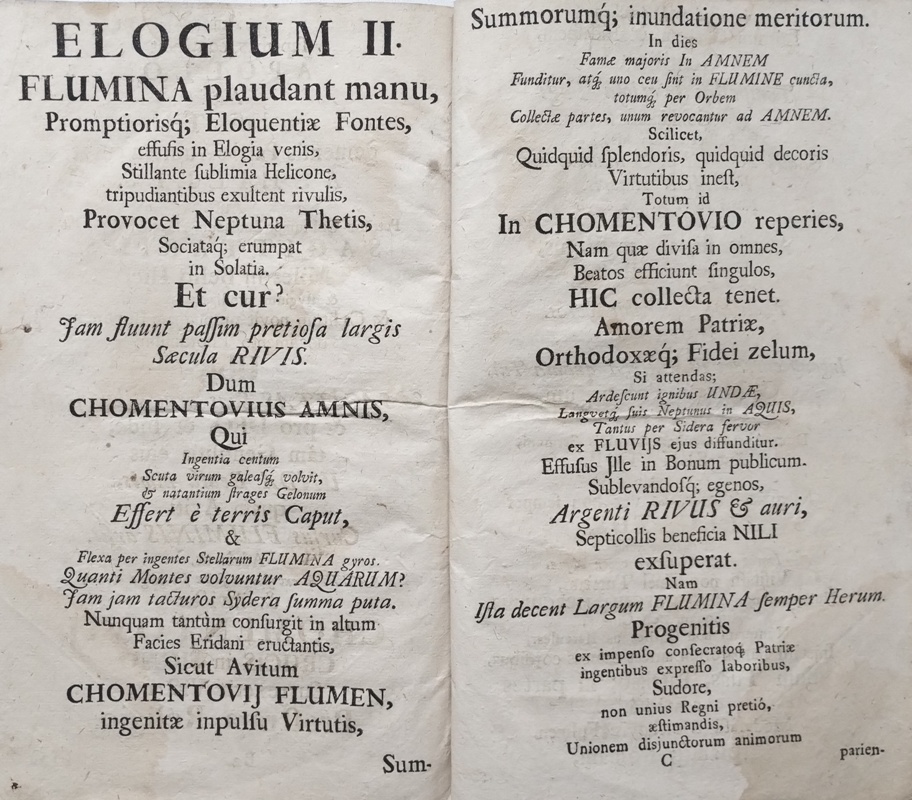 ELOGIUM II.
FLUMINA plaudant manu,
Promptiorisq́; Eloquentiæ Fontes,
effuſis in Elogia venis,
Stillante ſublimia Helicone,
tripudiantibus exultent rivulis,
Provocet Neptuna Thetis,
Sociataq́; erumpat
in Solatia.
Et cur?
Jam fluunt paſſim pretioſa largis
Sæcula RIVIS.
Dum
CHOMENTOVIUS AMNIS,
Qui
Ingentia centum
Scuta virum galeaſq́; volvit,
& natantium ſtrages Gelonum
Effert è terris Caput,
&
Flexa per ingentes Stellarum FLUMINA gyros.
Quanti Montes volvuntur AQUARUM?
Jam jam tacturos Sydera ſumma puta.
Nunquam tantùm conſurgit in altum
Facies Eridani eructantis,
Sicut Avitum
CHOMENTOVIJ FLUMEN,
ingenitæ inpulſu Virtutis,
Sum-
Summorumq́; inundatione meritorum.
In dies
Famæ majoris In AMNEM
Funditur, atq́; uno ceu ſint in FLUMINE cuncta,
totumq́; per Orbem
Collectæ partes, unum revocantur ad AMNEM.
Scilicet,
Quidquid ſplendoris, quidquid decoris
Virtutibus ineſt,
Totum id
In CHOMENTOVIO reperies,
Nam quæ diviſa in omnes,
Beatos efficiunt ſingulos,
HIC collecta tenet.
Amorem Patriæ,
Orthodoxæq́; Fidei zelum,
Si attendas;
Ardeſcunt ignibus UNDÆ,
Languetq́; ſuis Neptunus in AQUIS,
Tantus per Sidera fervor
ex FLUVIJS ejus diffunditur.
Effuſus Jlle in Bonum publicum.
Sublevandoſq; egenos,
Argenti RIVUS & auri,
Septicollis beneficia NILI
exſuperat.
Nam
Iſta decent Largum FLUMINA ſemper Herum.
Progenitis
ex impenſo conſecratoq́; Patriæ
ingentibus expreſſo laboribus,
Sudore,
non unius Regni pretió,
æſtimandis,
Unionem disjunctorum animorum
C
parien-